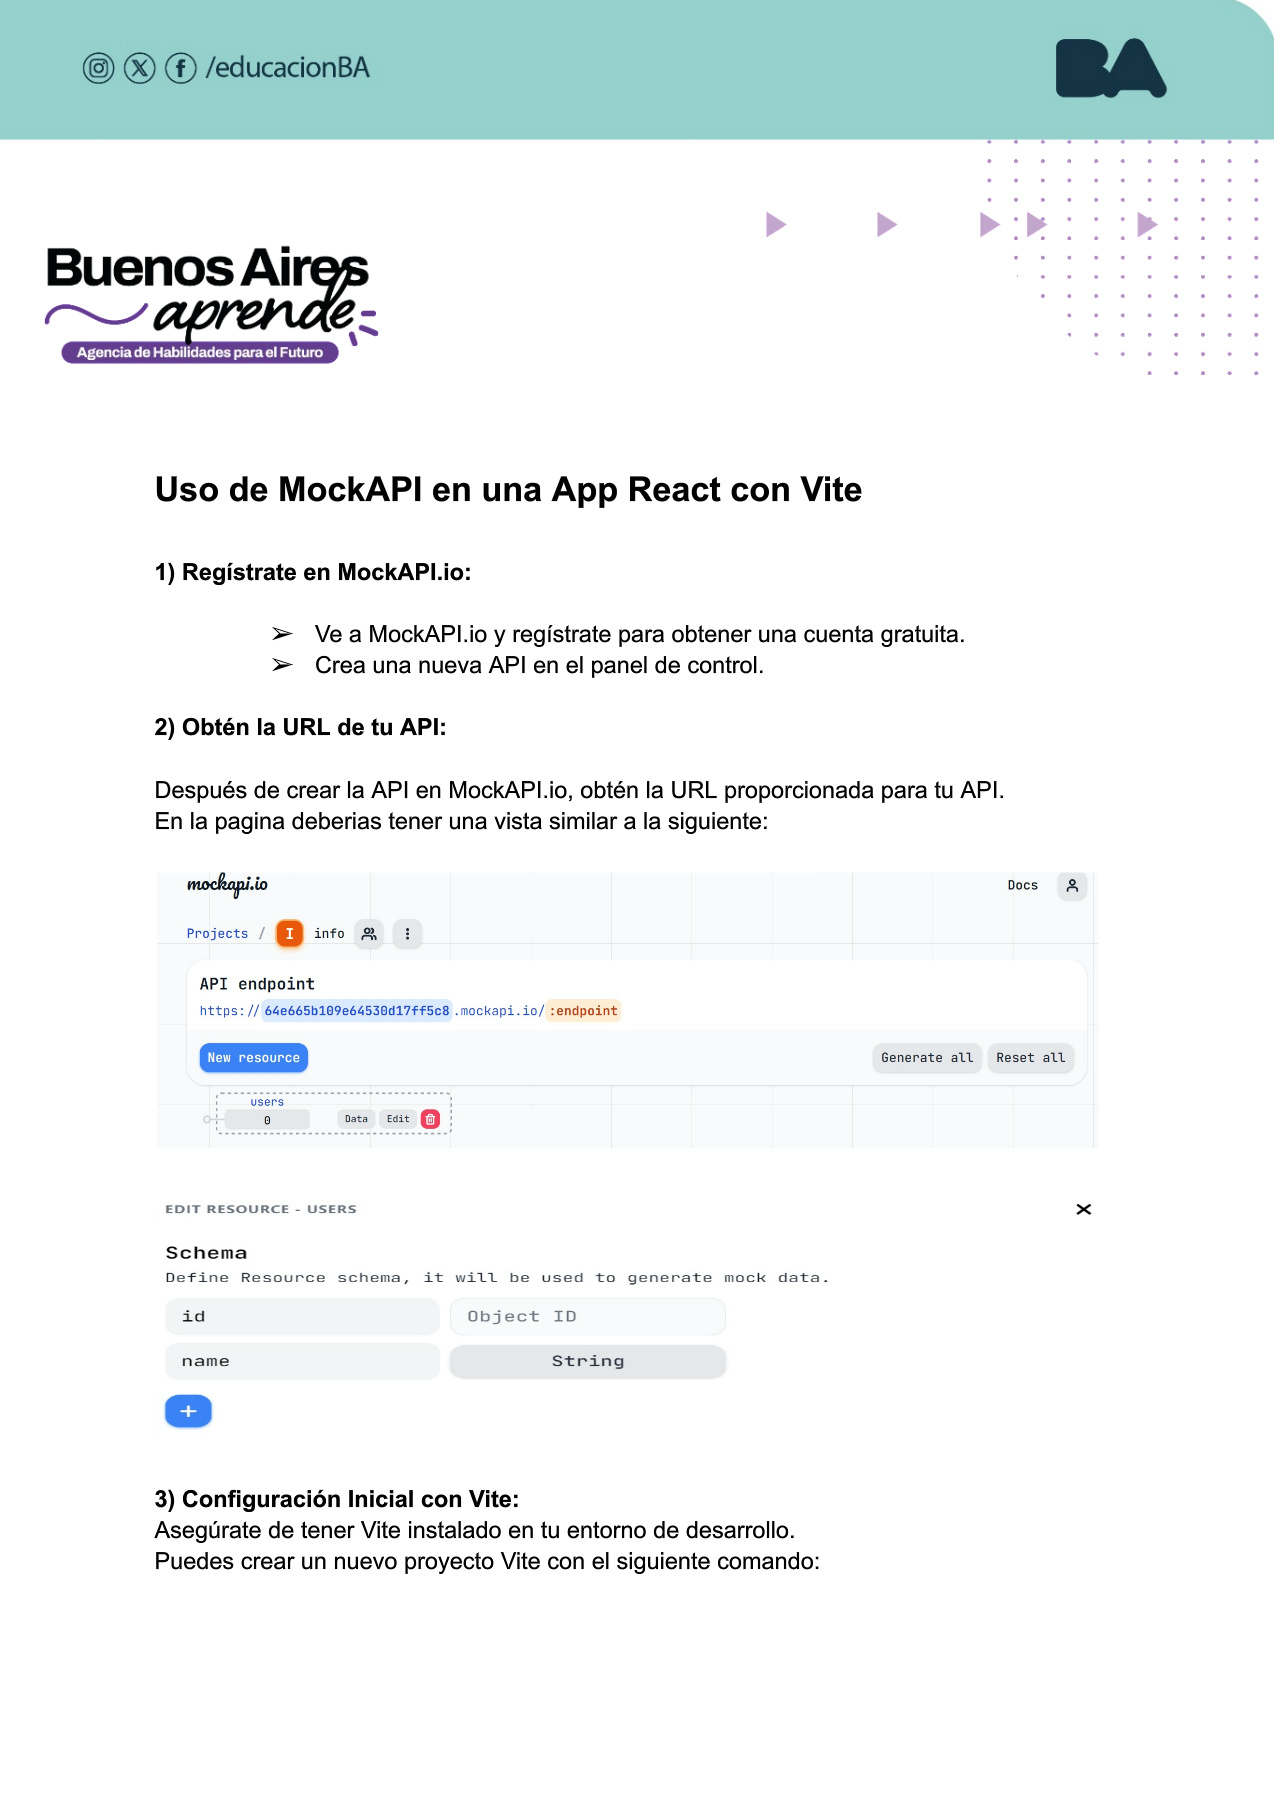 /educacionBA
BA
Buenos Aires
aprende
Agencia de Habilidades para el Futuro
Uso de MockAPI en una App React con Vite
1) Regístrate en MockAPI.io:
➢ Ve a MockAPI.io y regístrate para obtener una cuenta gratuita.
➢ Crea una nueva API en el panel de control.
2) Obtén la URL de tu API:
Después de crear la API en MockAPI.io, obtén la URL proporcionada para tu API.
En la pagina deberias tener una vista similar a la siguiente:
mockapi.io Docs
Projects / I info
API endpoint
https://64e665b109e64530d17ff5c8.mockapi.io/:endpoint
New resource Generate all Reset all
users
0 Data Edit
EDIT RESOURCE - USERS
Schema
Define Resource schema, it will be used to generate mock data.
id Object ID
name String
+
3) Configuración Inicial con Vite:
Asegúrate de tener Vite instalado en tu entorno de desarrollo.
Puedes crear un nuevo proyecto Vite con el siguiente comando: